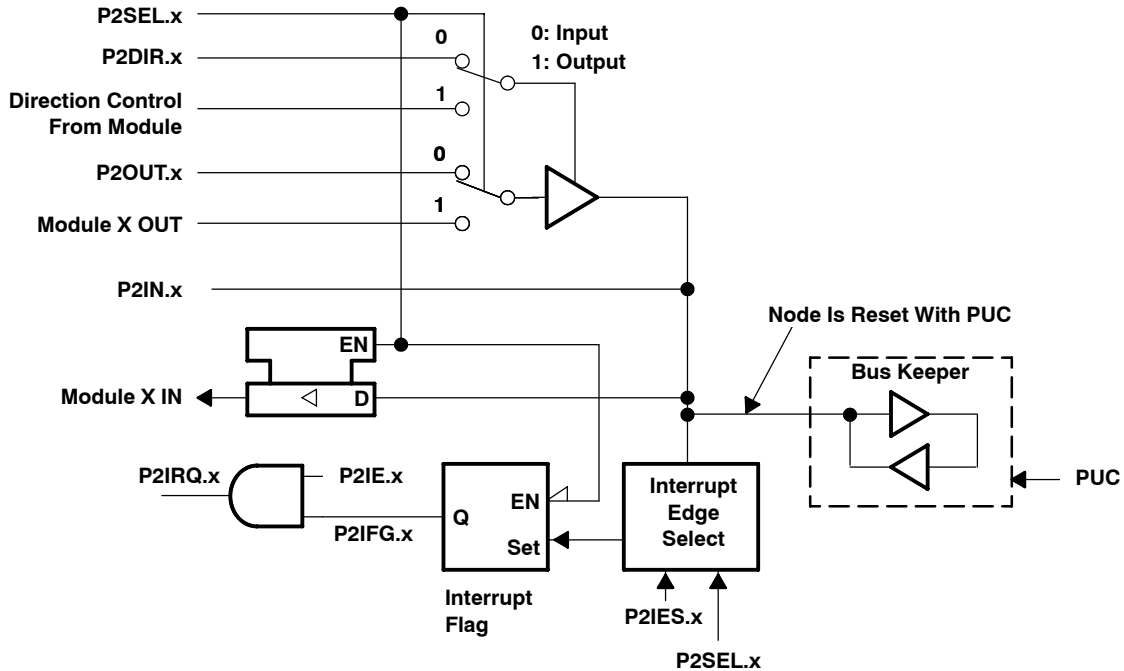 P2SEL.x
0
0: Input
P2DIR.x
1: Output
Direction Control
From Module
1
P2OUT.x
0
Module X OUT
1
P2IN.x
Node Is Reset With PUC
EN
Bus Keeper
Module X IN
D
P2IRQ.x
P2IE.x
P2IFG.x
Q
EN
Set
Interrupt
Edge
Select
PUC
Interrupt
Flag
P2IES.x
P2SEL.x